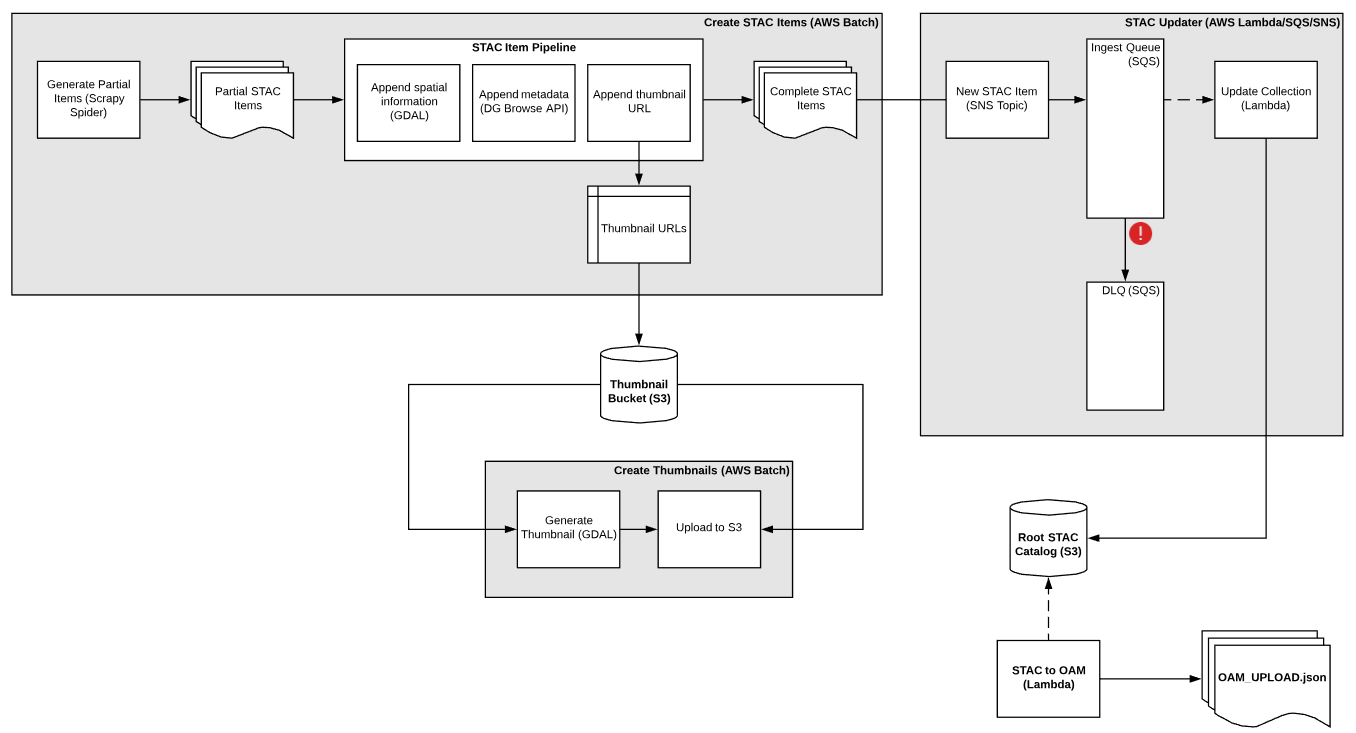 Create STAC Items (AWS Batch)
STAC Item Pipeline
Generate Partial
Items (Scrapy
Spider)
Partial STAC
Items
Append spatial
information
(GDAL)
Append metadata
(DG Browse API)
Append thumbnail
URL
Complete STAC
Items
Thumbnail URLs
STAC Updater (AWS Lambda/SQS/SNS)
New STAC Item
(SNS Topic)
Ingest Queue
(SQS)
Update Collection
(Lambda)
!
DLQ (SQS)
Thumbnail
Bucket (S3)
Create Thumbnails (AWS Batch)
Generate
Thumbnail (GDAL)
Upload to S3
Root STAC
Catalog (S3)
STAC to OAM
(Lambda)
OAM_UPLOAD.json